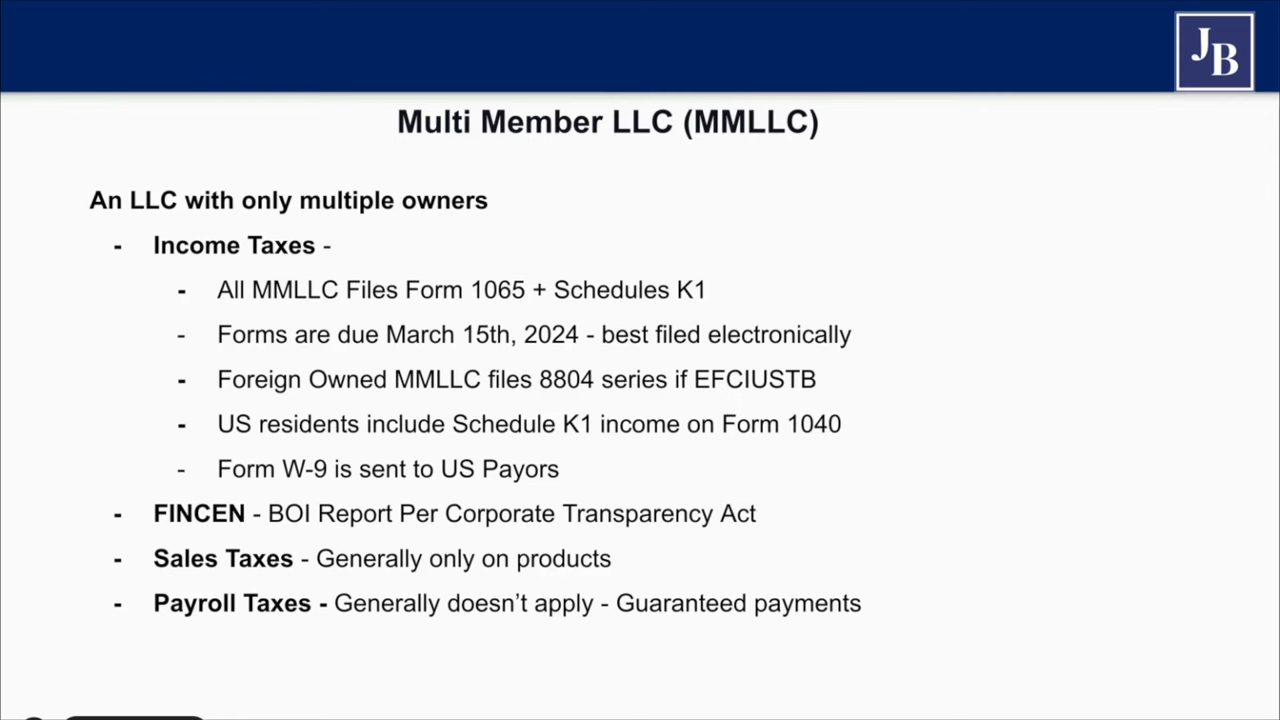 JB
Multi Member LLC (MMLLC)
An LLC with only multiple owners
- Income Taxes -
- All MMLLC Files Form 1065 + Schedules K1
- Forms are due March 15th, 2024 - best filed electronically
- Foreign Owned MMLLC files 8804 series if EFCIUSTB
- US residents include Schedule K1 income on Form 1040
- Form W-9 is sent to US Payors
- FINCEN - BOI Report Per Corporate Transparency Act
- Sales Taxes - Generally only on products
- Payroll Taxes - Generally doesn’t apply - Guaranteed payments